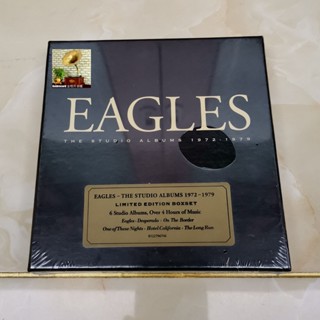 EAGLES
THE STUDIO ALBUMS 1972-1979
EAGLES – THE STUDIO ALBUMS 1972 - 1979
LIMITED EDITION BOXSET
6 Studio Albums, Over 4 Hours of Music
Eagles · Desperado · On The Border
One of These Nights · Hotel California · The Long Run